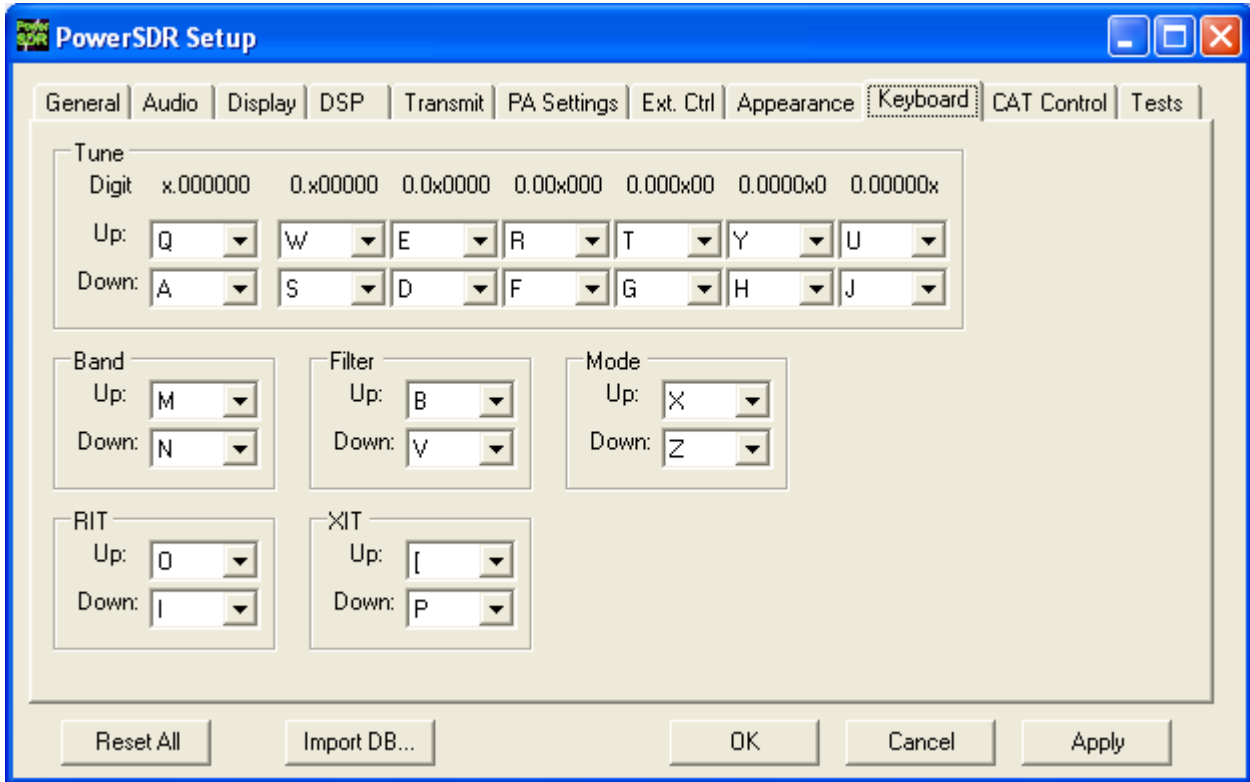 PowerSDR Setup
General Audio Display DSP Transmit PA Settings Ext. Ctrl Appearance Keyboard CAT Control Tests
Tune
Digit x.000000 0.x00000 0.0x0000 0.00x000 0.000x00 0.0000x0 0.00000x
Up: Q W E R T Y U
Down: A S D F G H J
Band Filter Mode
Up: M Up: B Up: X
Down: N Down: V Down: Z
RIT XIT
Up: O Up: [
Down: I Down: P
Reset All Import DB... OK Cancel Apply